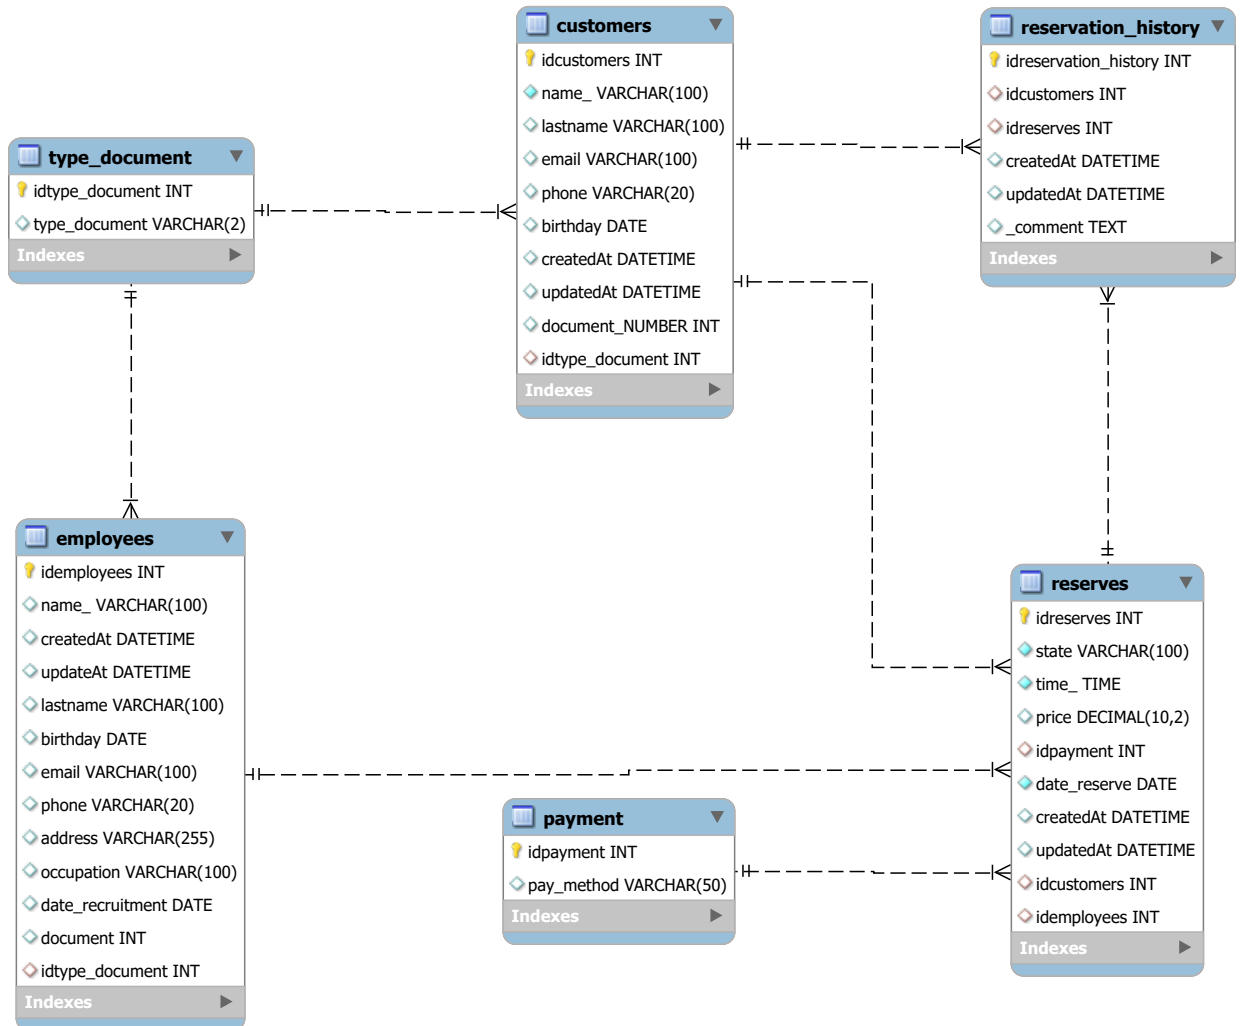 customers
idcustomers INT
name_ VARCHAR(100)
lastname VARCHAR(100)
email VARCHAR(100)
phone VARCHAR(20)
birthday DATE
createdAt DATETIME
updatedAt DATETIME
document_NUMBER INT
idtype_document INT
Indexes
reservation_history
idreservation_history INT
idcustomers INT
idreserves INT
createdAt DATETIME
updatedAt DATETIME
_comment TEXT
Indexes
type_document
idtype_document INT
type_document VARCHAR(2)
Indexes
employees
idemployees INT
name_ VARCHAR(100)
createdAt DATETIME
updateAt DATETIME
lastname VARCHAR(100)
birthday DATE
email VARCHAR(100)
phone VARCHAR(20)
address VARCHAR(255)
occupation VARCHAR(100)
date_recruitment DATE
document INT
idtype_document INT
Indexes
reserves
idreserves INT
state VARCHAR(100)
time_ TIME
price DECIMAL(10,2)
idpayment INT
date_reserve DATE
createdAt DATETIME
updatedAt DATETIME
idcustomers INT
idemployees INT
Indexes
payment
idpayment INT
pay_method VARCHAR(50)
Indexes